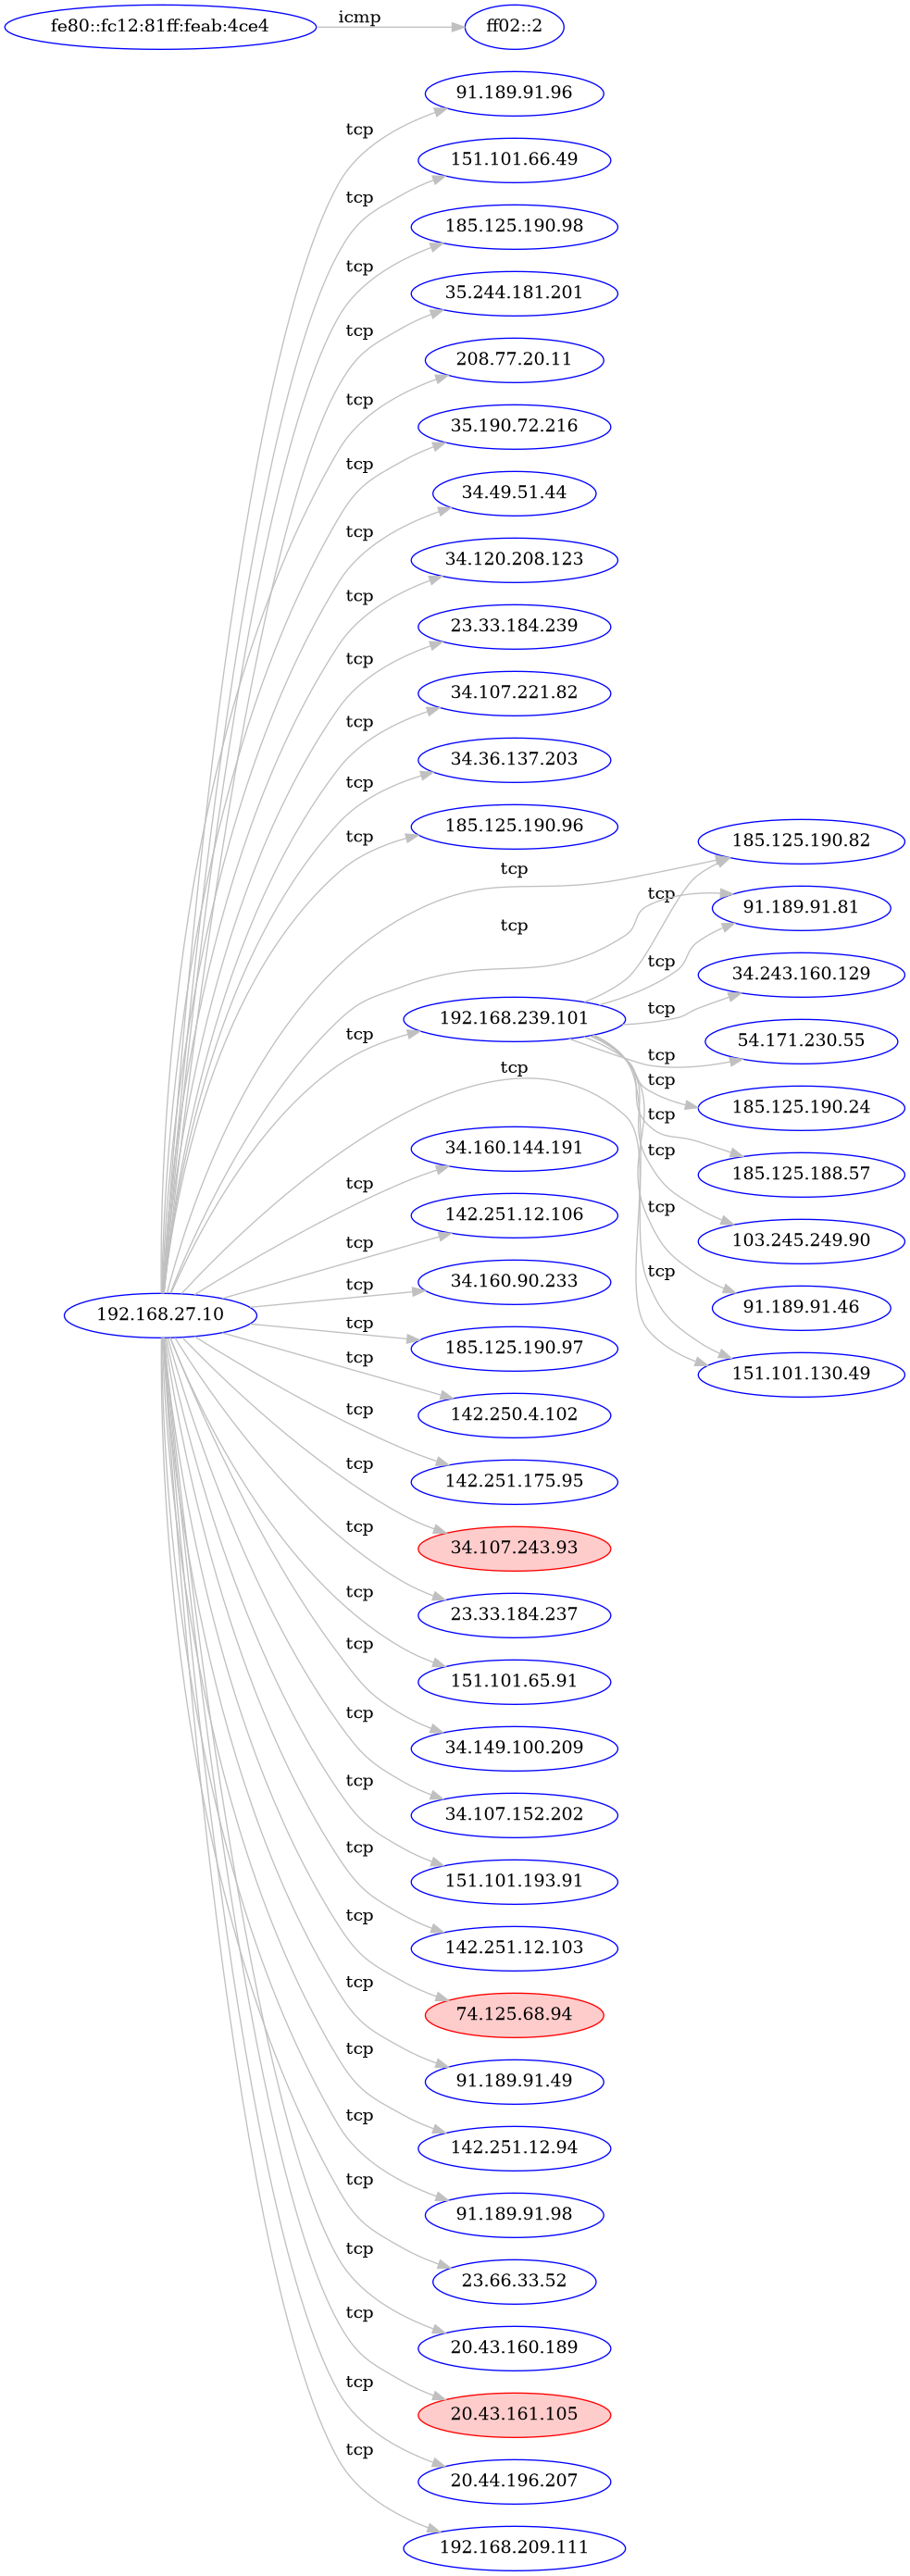 fe80::fc12:81ff:feab:4ce4 icmp ff02::2
tcp 91.189.91.96
tcp 151.101.66.49
tcp 185.125.190.98
tcp 35.244.181.201
tcp 208.77.20.11
tcp 35.190.72.216
tcp 34.49.51.44
tcp 34.120.208.123
tcp 23.33.184.239
tcp 34.107.221.82
tcp 34.36.137.203
tcp 185.125.190.96
tcp 185.125.190.82
tcp tcp 91.189.91.81
tcp 34.243.160.129
tcp 192.168.239.101
tcp tcp 54.171.230.55
tcp 185.125.190.24
tcp 185.125.188.57
tcp 103.245.249.90
tcp 91.189.91.46
tcp 151.101.130.49
tcp 34.160.144.191
tcp 142.251.12.106
tcp 34.160.90.233
192.168.27.10
tcp 185.125.190.97
tcp 142.250.4.102
tcp 142.251.175.95
tcp 34.107.243.93
tcp 23.33.184.237
tcp 151.101.65.91
tcp 34.149.100.209
tcp 34.107.152.202
tcp 151.101.193.91
tcp 142.251.12.103
tcp 74.125.68.94
tcp 91.189.91.49
tcp 142.251.12.94
tcp 91.189.91.98
tcp 23.66.33.52
tcp 20.43.160.189
tcp 20.43.161.105
tcp 20.44.196.207
tcp 192.168.209.111